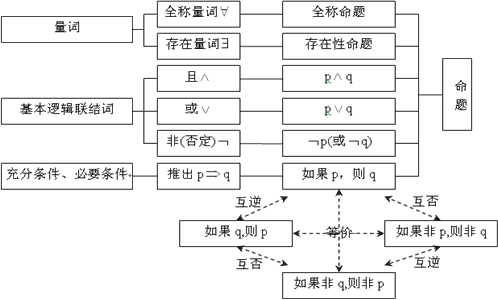 量词 全称量词∀ 全称命题
存在量词∃ 存在性命题
且∧ p∧q 命题
基本逻辑联结词 或∨ p∨q
非(否定)¬ ¬p(或¬q)
充分条件、必要条件 推出p⇒q 如果p，则q
互逆 互否
如果q,则p 等价 如果非p,则非q
互否 互逆
如果非q,则非p